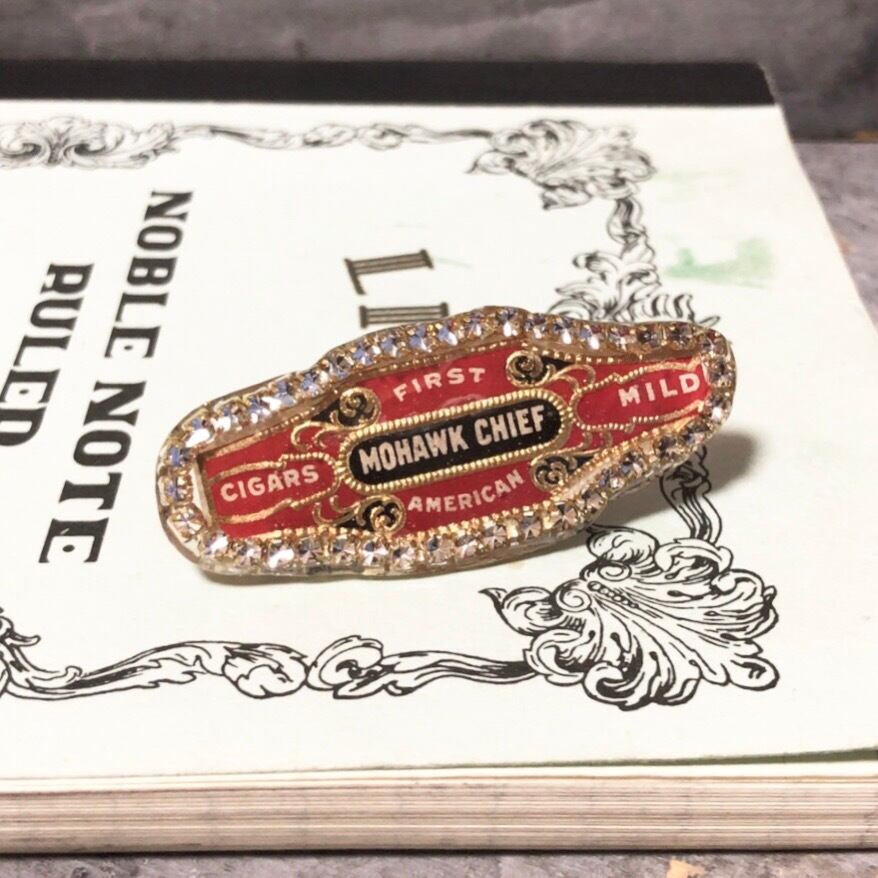 FIRST
CIGARS
MOHAWK CHIEF
MILD
AMERICAN
NOBLE NOTE
RULED